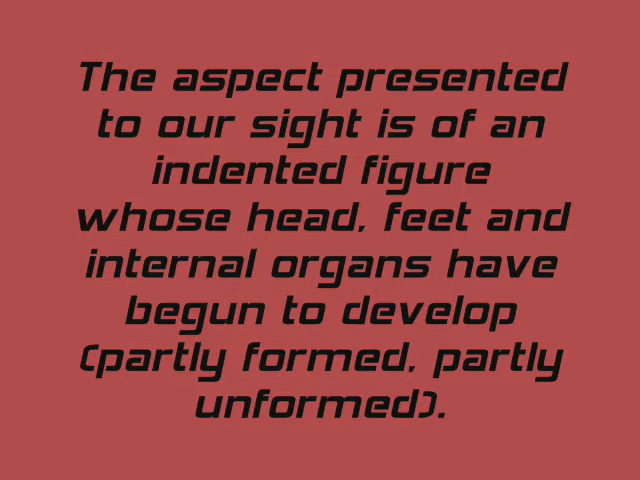 The aspect presented
to our sight is of an
indented figure
whose head, feet and
internal organs have
begun to develop
(partly formed, partly
unformed).